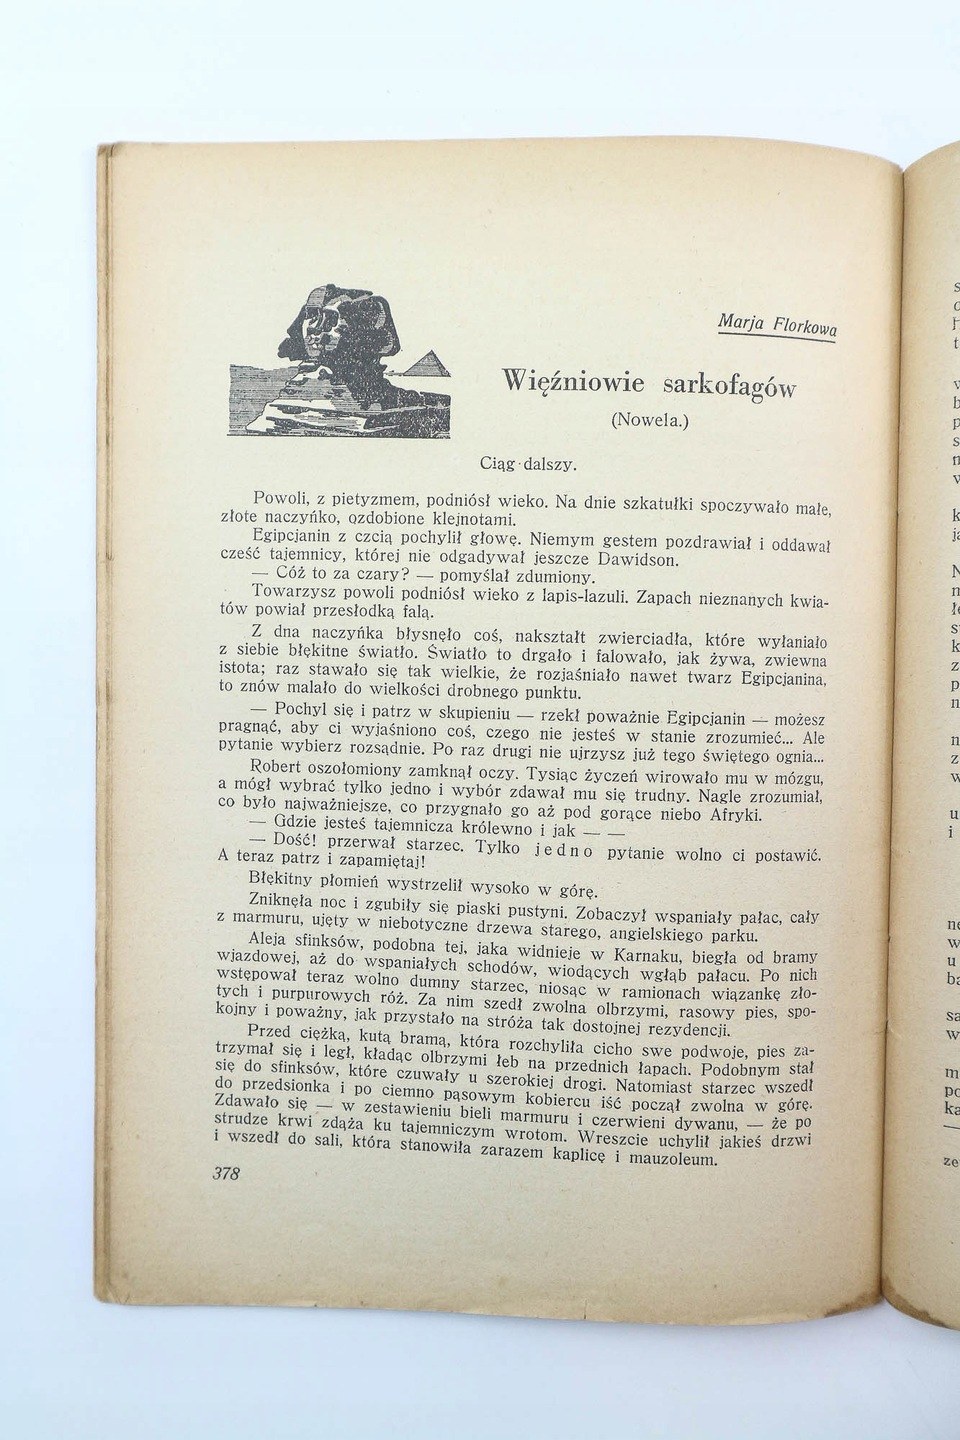 Marja Florkowa
Więźniowie sarkofagów
(Nowela.)
Ciąg dalszy.
Powoli, z pietyzmem, podniósł wieko. Na dnie szkatułki spoczywało małe,
złote naczyńko, ozdobione klejnotami.
Egipcjanin z czcią pochylił głowę. Niemym gestem pozdrawiał i oddawał
cześć tajemnicy, której nie odgadywał jeszcze Dawidson.
— Cóż to za czary? — pomyślał zdumiony.
Towarzysz powoli podniósł wieko z lapis-lazuli. Zapach nieznanych kwia-
tów powiał przesłodką falą.
Z dna naczyńka błysnęło coś, nakształt zwierciadła, które wyłaniało
z siebie błękitne światło. Światło to drgało i falowało, jak żywa, zwiewna
istota; raz stawało się tak wielkie, że rozjaśniało nawet twarz Egipcjanina,
to znów malało do wielkości drobnego punktu.
— Pochyl się i patrz w skupieniu — rzekł poważnie Egipcjanin — możesz
pragnąć, aby ci wyjaśniono coś, czego nie jesteś w stanie zrozumieć... Ale
pytanie wybierz rozsądnie. Po raz drugi nie ujrzysz już tego świętego ognia...
Robert oszołomiony zamknął oczy. Tysiąc życzeń wirowało mu w mózgu,
a mógł wybrać tylko jedno i wybór zdawał mu się trudny. Nagle zrozumiał,
co było najważniejsze, co przygnało go aż pod gorące niebo Afryki.
— Gdzie jesteś tajemnicza królewno i jak — —
— Dość! przerwał starzec. Tylko jedno pytanie wolno ci postawić.
A teraz patrz i zapamiętaj!
Błękitny płomień wystrzelił wysoko w górę.
Zniknęła noc i zgubiły się piaski pustyni. Zobaczył wspaniały pałac, cały
z marmuru, ujęty w niebotyczne drzewa starego, angielskiego parku.
Aleja sfinksów, podobna tej, jaka widnieje w Karnaku, biegła od bramy
wjazdowej, aż do wspaniałych schodów, wiodących wgłąb pałacu. Po nich
wstępował teraz wolno dumny starzec, niosąc w ramionach wiązankę zło-
tych i purpurowych róż. Za nim szedł zwolna olbrzymi, rasowy pies, spo-
kojny i poważny, jak przystało na stróża tak dostojnej rezydencji.
Przed ciężką, kutą bramą, która rozchyliła cicho swe podwoje, pies za-
trzymał się i legł, kładąc olbrzymi łeb na przednich łapach. Podobnym stał
się do sfinksów, które czuwały u szerokiej drogi. Natomiast starzec wszedł
do przedsionka i po ciemno pąsowym kobiercu iść począł zwolna w górę.
Zdawało się — w zestawieniu bieli marmuru i czerwieni dywanu, — że po
strudze krwi zdąża ku tajemniczym wrotom. Wreszcie uchylił jakieś drzwi
i wszedł do sali, która stanowiła zarazem kaplicę i mauzoleum.
378